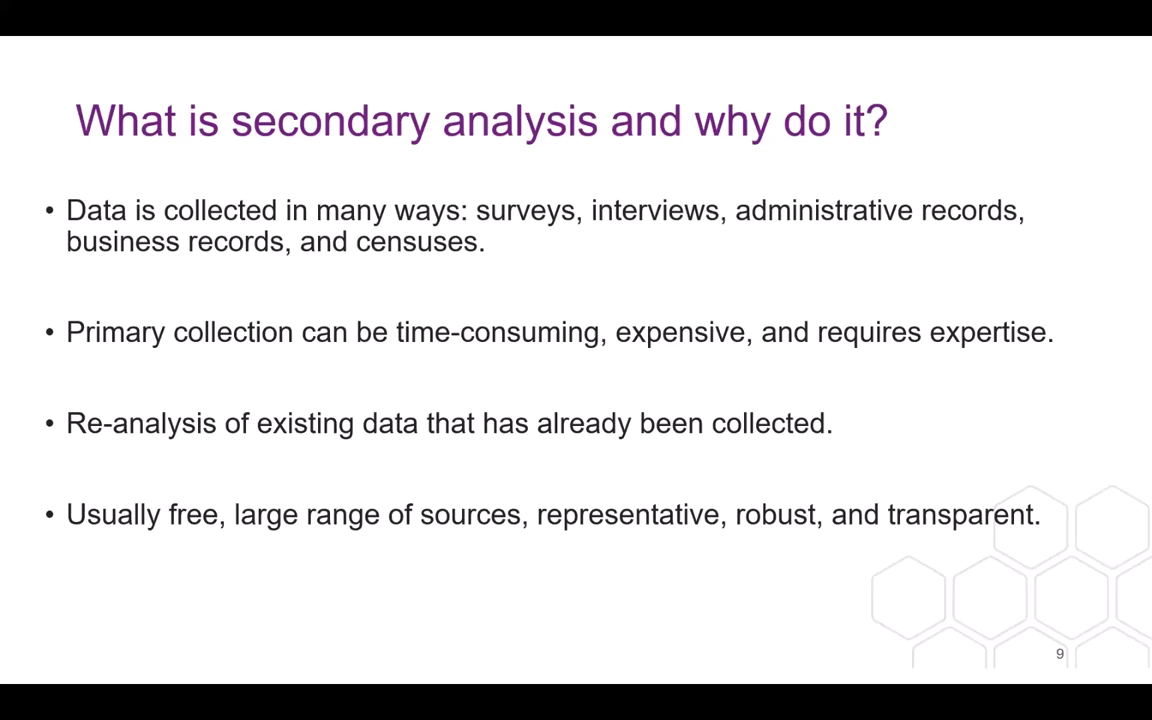 What is secondary analysis and why do it?
• Data is collected in many ways: surveys, interviews, administrative records,
business records, and censuses.
• Primary collection can be time-consuming, expensive, and requires expertise.
• Re-analysis of existing data that has already been collected.
• Usually free, large range of sources, representative, robust, and transparent.
9